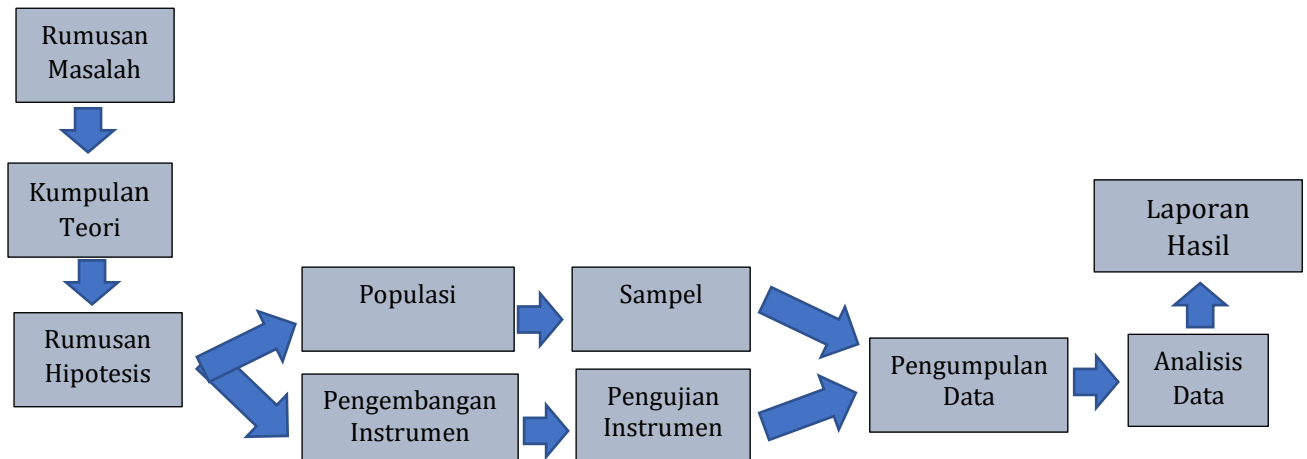 Rumusan
Masalah
Kumpulan
Teori
Rumusan
Hipotesis
Populasi
Sampel
Pengembangan
Instrumen
Pengujian
Instrumen
Pengumpulan
Data
Analisis
Data
Laporan
Hasil